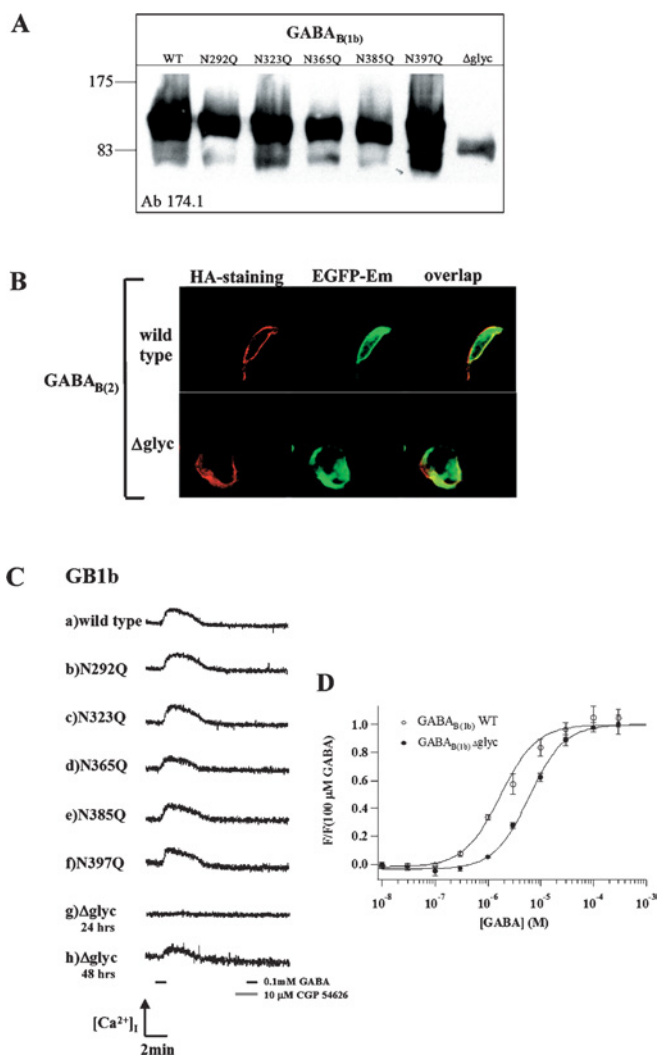 A
GABA_B(1b)
WT N292Q N323Q N365Q N385Q N397Q Δglyc
175
83
Ab 174.1
B
HA-staining EGFP-Em overlap
wild
type
GABA_B(2)
Δglyc
C GB1b
a)wild type
b)N292Q
c)N323Q
d)N365Q
e)N385Q
f)N397Q
g)Δglyc
24 hrs
h)Δglyc
48 hrs
0.1mM GABA
10 μM CGP 54626
[Ca²⁺]I
2min
D
GABA_B(1b) WT
GABA_B(1b) Δglyc
F/F(100 μM GABA)
1.0
0.8
0.6
0.4
0.2
0.0
10⁻⁸ 10⁻⁷ 10⁻⁶ 10⁻⁵ 10⁻⁴ 10⁻³
[GABA] (M)